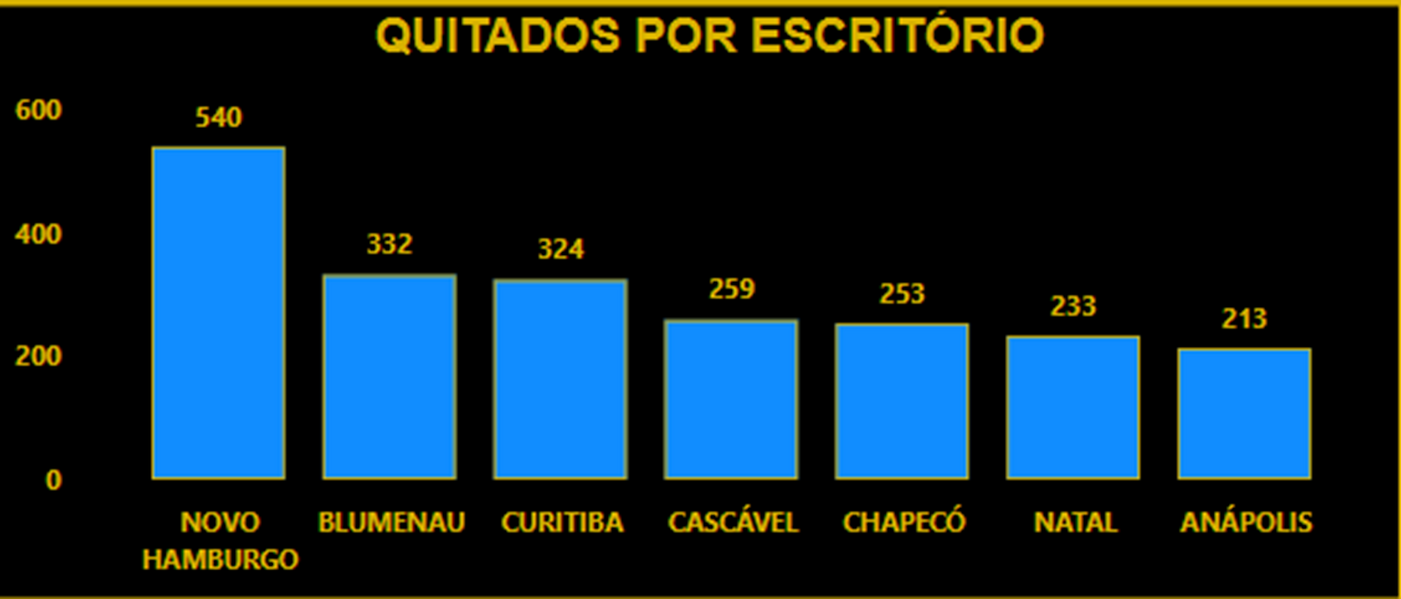 QUITADOS POR ESCRITÓRIO
600
400
200
0
540
332
324
259
253
233
213
NOVO
HAMBURGO
BLUMENAU
CURITIBA
CASCÁVEL
CHAPECÓ
NATAL
ANÁPOLIS